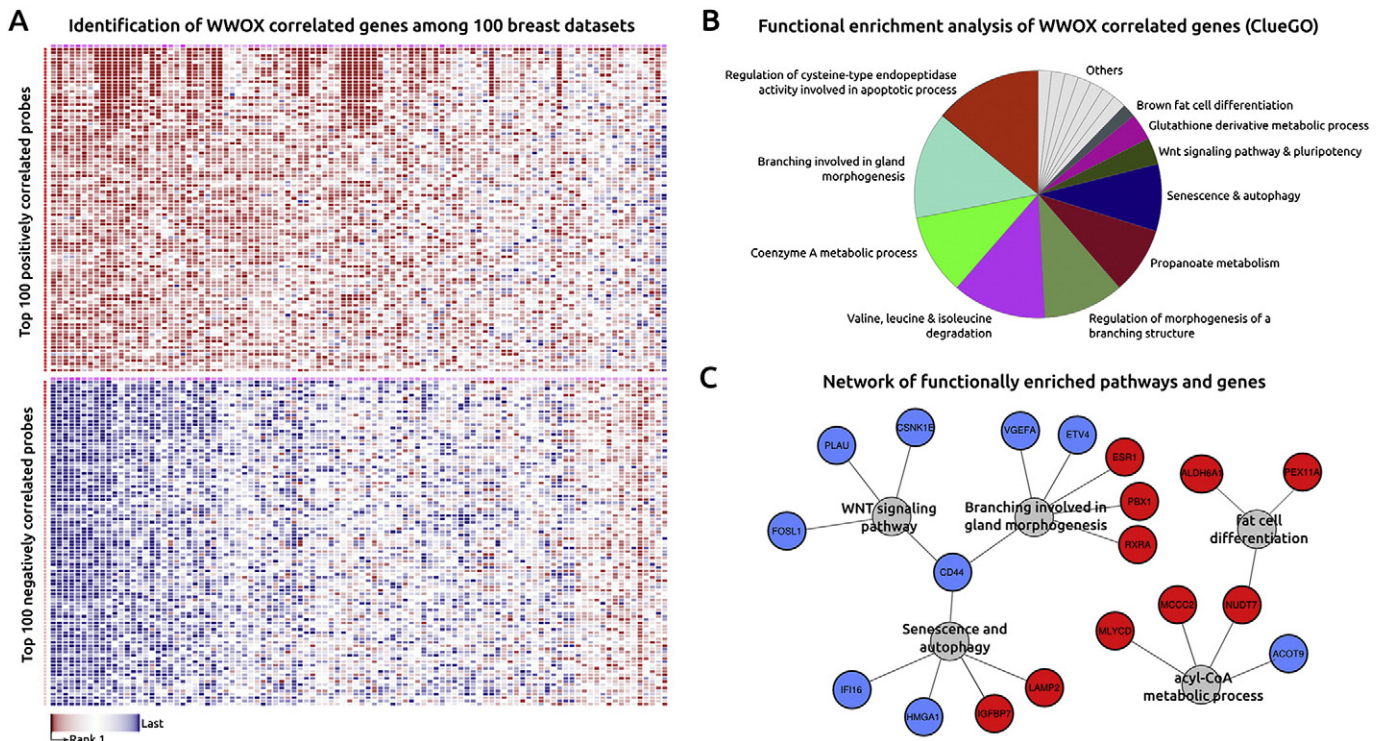 A
Identification of WWOX correlated genes among 100 breast datasets
Top 100 positively correlated probes
Top 100 negatively correlated probes
Last
Rank 1
B
Functional enrichment analysis of WWOX correlated genes (ClueGO)
Regulation of cysteine-type endopeptidase
activity involved in apoptotic process
Others
Brown fat cell differentiation
Glutathione derivative metabolic process
Wnt signaling pathway & pluripotency
Branching involved in gland
morphogenesis
Senescence & autophagy
Coenzyme A metabolic process
Propanoate metabolism
Valine, leucine & isoleucine
degradation
Regulation of morphogenesis of a
branching structure
C
Network of functionally enriched pathways and genes
PLAU
CSNK1E
VGEFA
ETV4
ESR1
ALDH6A1
PEX11A
FOSL1
WNT signaling
pathway
Branching involved in
gland morphogenesis
PBX1
RXRA
Fat cell
differentiation
CD44
MCCC2
NUDT7
MLYCD
Senescence and
autophagy
ACOT9
acyl-CoA
metabolic process
IFI16
HMGA1
IGFBP7
LAMP2